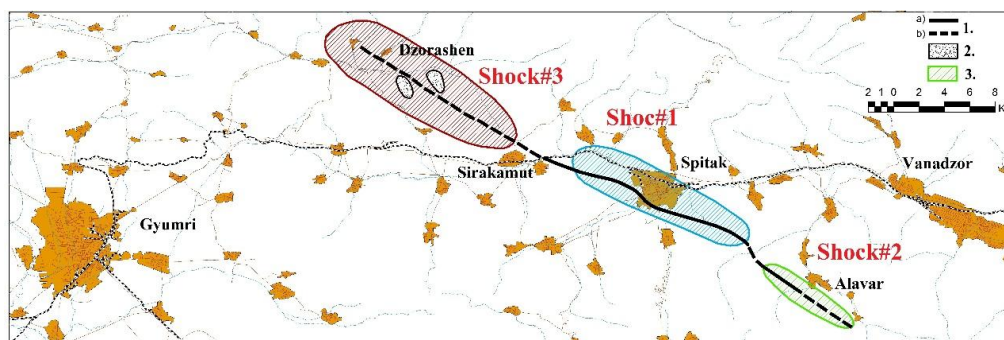 Dzorashen
Shock#3
Shoc#1
Sirakamut
Spitak
Vanadzor
Gyumri
Shock#2
Alavar
a)
b)
1.
2.
3.
2 1 0 2 4 6 8 K